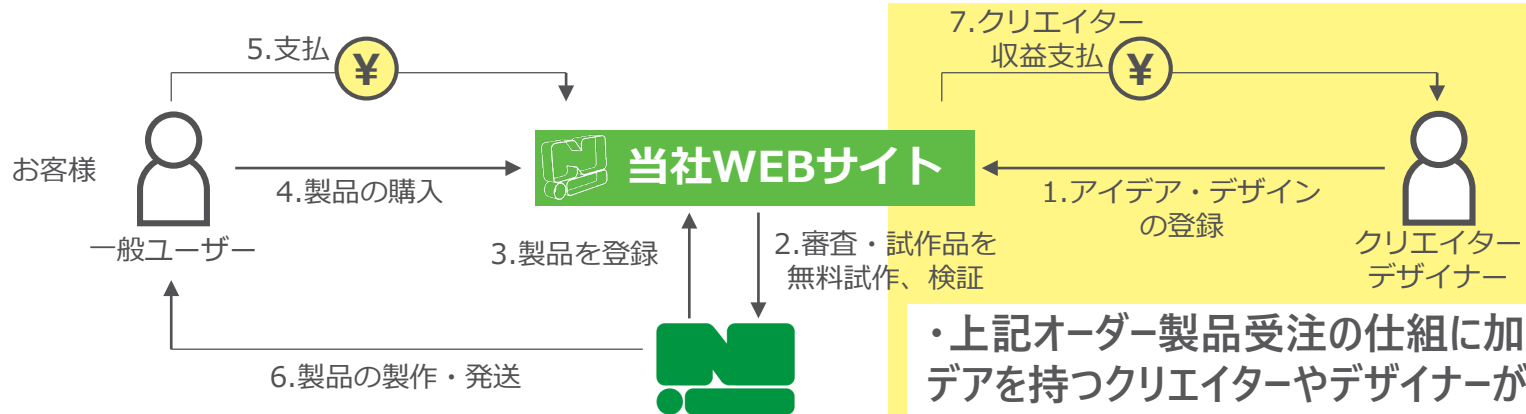 5.支払
¥
7.クリエイター
収益支払
¥
お客様
当社WEBサイト
4.製品の購入
1.アイデア・デザイン
の登録
一般ユーザー
3.製品を登録
2.審査・試作品を
無料試作、検証
クリエイター
デザイナー
6.製品の製作・発送
・上記オーダー製品受注の仕組に加
デアを持つクリエイターやデザイナーが